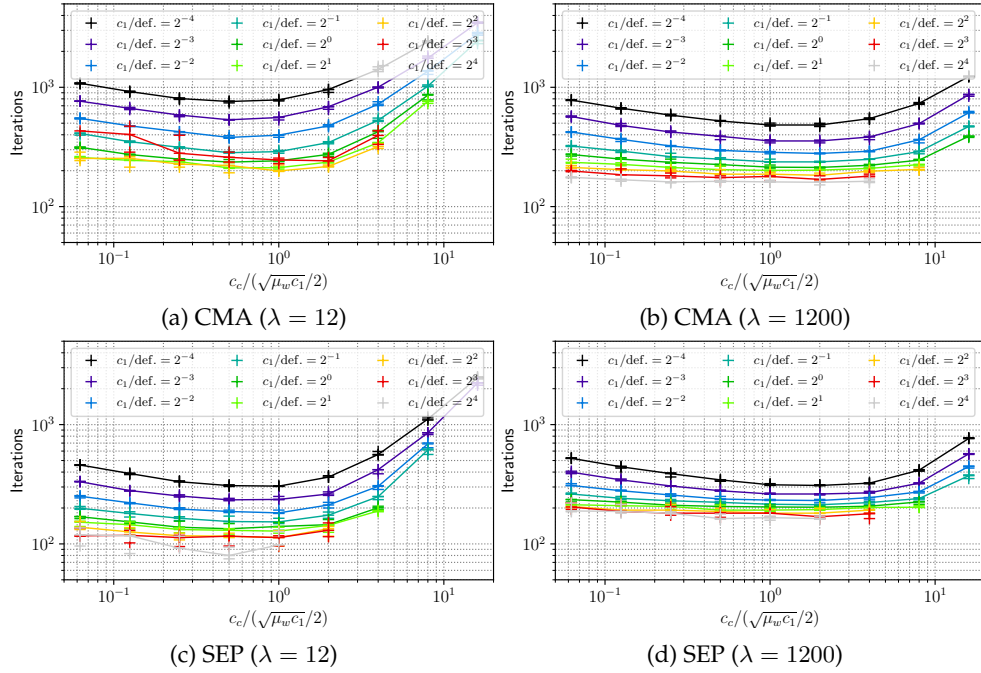 c₁/def. = 2⁻⁴ c₁/def. = 2⁻¹ c₁/def. = 2²
c₁/def. = 2⁻³ c₁/def. = 2⁰ c₁/def. = 2³
c₁/def. = 2⁻² c₁/def. = 2¹ c₁/def. = 2⁴
10³
10²
Iterations
10⁻¹ 10⁰ 10¹
c_c/(√μ_w c₁/2)
(a) CMA (λ = 12)
c₁/def. = 2⁻⁴ c₁/def. = 2⁻¹ c₁/def. = 2²
c₁/def. = 2⁻³ c₁/def. = 2⁰ c₁/def. = 2³
c₁/def. = 2⁻² c₁/def. = 2¹ c₁/def. = 2⁴
10³
10²
Iterations
10⁻¹ 10⁰ 10¹
c_c/(√μ_w c₁/2)
(b) CMA (λ = 1200)
c₁/def. = 2⁻⁴ c₁/def. = 2⁻¹ c₁/def. = 2²
c₁/def. = 2⁻³ c₁/def. = 2⁰ c₁/def. = 2³
c₁/def. = 2⁻² c₁/def. = 2¹ c₁/def. = 2⁴
10³
10²
Iterations
10⁻¹ 10⁰ 10¹
c_c/(√μ_w c₁/2)
(c) SEP (λ = 12)
c₁/def. = 2⁻⁴ c₁/def. = 2⁻¹ c₁/def. = 2²
c₁/def. = 2⁻³ c₁/def. = 2⁰ c₁/def. = 2³
c₁/def. = 2⁻² c₁/def. = 2¹ c₁/def. = 2⁴
10³
10²
Iterations
10⁻¹ 10⁰ 10¹
c_c/(√μ_w c₁/2)
(d) SEP (λ = 1200)